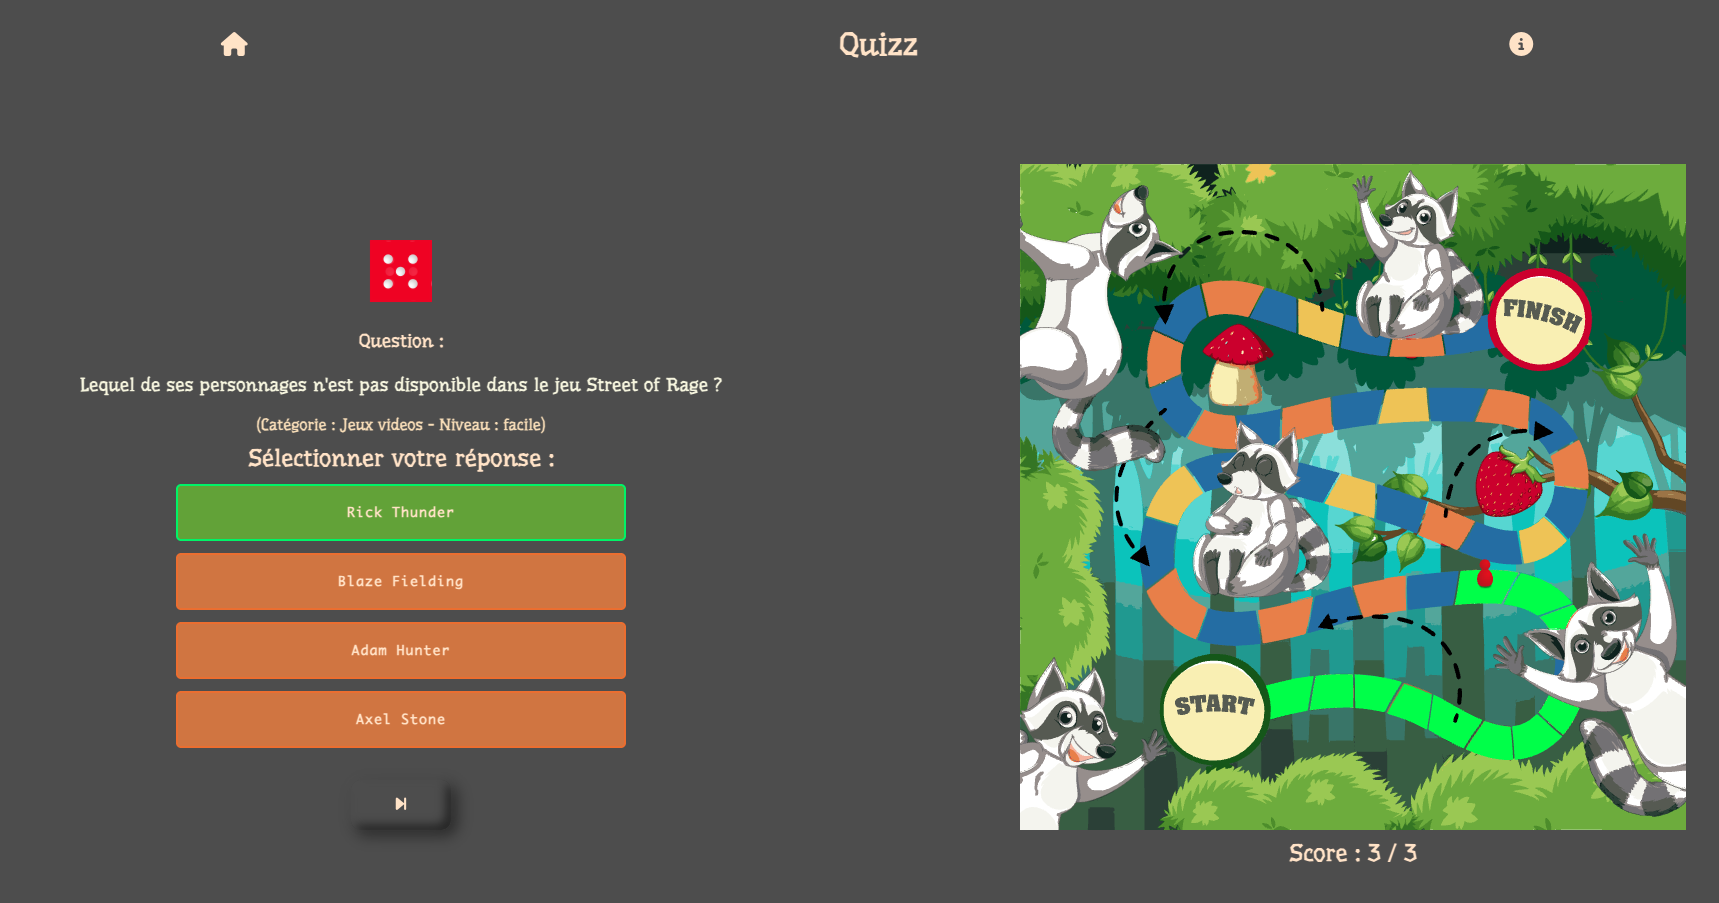 Quizz
Question :
Lequel de ses personnages n'est pas disponible dans le jeu Street of Rage ?
(Catégorie : Jeux videos - Niveau : facile)
Sélectionner votre réponse :
Rick Thunder
Blaze Fielding
Adam Hunter
Axel Stone
FINISH
START
Score : 3 / 3